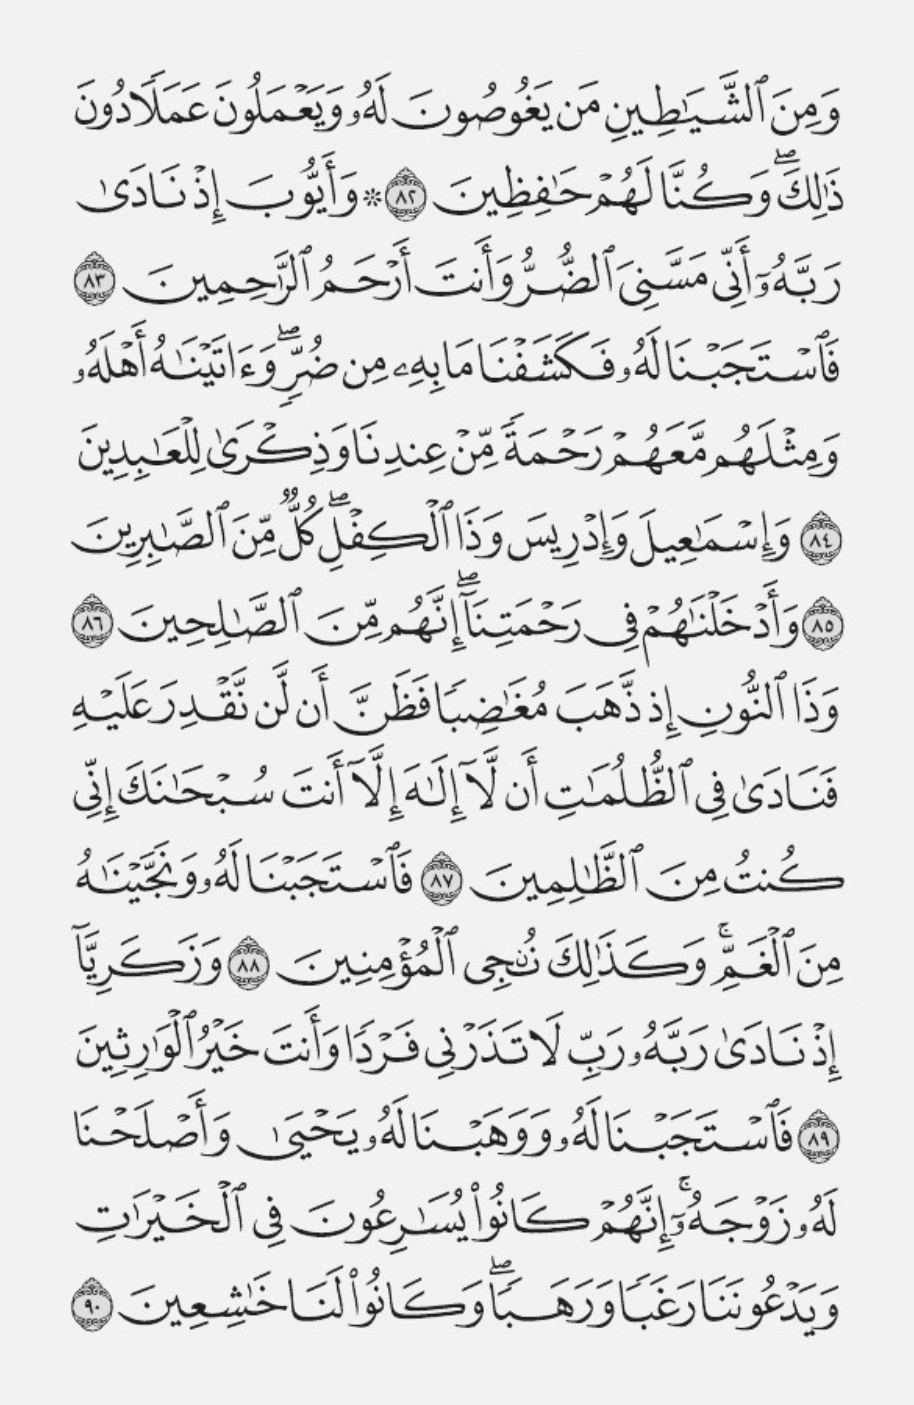 وَمِنَ ٱلشَّيَٰطِينِ مَن يَغُوصُونَ لَهُۥ وَيَعْمَلُونَ عَمَلًا دُونَ
ذَٰلِكَۖ وَكُنَّا لَهُمْ حَٰفِظِينَ ٨٢ ۞ وَأَيُّوبَ إِذْ نَادَىٰ
رَبَّهُۥٓ أَنِّي مَسَّنِيَ ٱلضُّرُّ وَأَنتَ أَرْحَمُ ٱلرَّٰحِمِينَ ٨٣
فَٱسْتَجَبْنَا لَهُۥ فَكَشَفْنَا مَا بِهِۦ مِن ضُرّٖۖ وَءَاتَيْنَٰهُ أَهْلَهُۥ
وَمِثْلَهُم مَّعَهُمْ رَحْمَةٗ مِّنْ عِندِنَا وَذِكْرَىٰ لِلْعَٰبِدِينَ
٨٤ وَإِسْمَٰعِيلَ وَإِدْرِيسَ وَذَا ٱلْكِفْلِۖ كُلّٞ مِّنَ ٱلصَّٰبِرِينَ
٨٥ وَأَدْخَلْنَٰهُمْ فِي رَحْمَتِنَآۖ إِنَّهُم مِّنَ ٱلصَّٰلِحِينَ ٨٦
وَذَا ٱلنُّونِ إِذ ذَّهَبَ مُغَٰضِبٗا فَظَنَّ أَن لَّن نَّقْدِرَ عَلَيْهِ
فَنَادَىٰ فِي ٱلظُّلُمَٰتِ أَن لَّآ إِلَٰهَ إِلَّآ أَنتَ سُبْحَٰنَكَ إِنِّي
كُنتُ مِنَ ٱلظَّٰلِمِينَ ٨٧ فَٱسْتَجَبْنَا لَهُۥ وَنَجَّيْنَٰهُ
مِنَ ٱلْغَمِّۚ وَكَذَٰلِكَ نُـۨجِي ٱلْمُؤْمِنِينَ ٨٨ وَزَكَرِيَّآ
إِذْ نَادَىٰ رَبَّهُۥ رَبِّ لَا تَذَرْنِي فَرْدٗا وَأَنتَ خَيْرُ ٱلْوَٰرِثِينَ
٨٩ فَٱسْتَجَبْنَا لَهُۥ وَوَهَبْنَا لَهُۥ يَحْيَىٰ وَأَصْلَحْنَا
لَهُۥ زَوْجَهُۥٓۚ إِنَّهُمْ كَانُوا۟ يُسَٰرِعُونَ فِي ٱلْخَيْرَٰتِ
وَيَدْعُونَنَا رَغَبٗا وَرَهَبٗاۖ وَكَانُوا۟ لَنَا خَٰشِعِينَ ٩٠